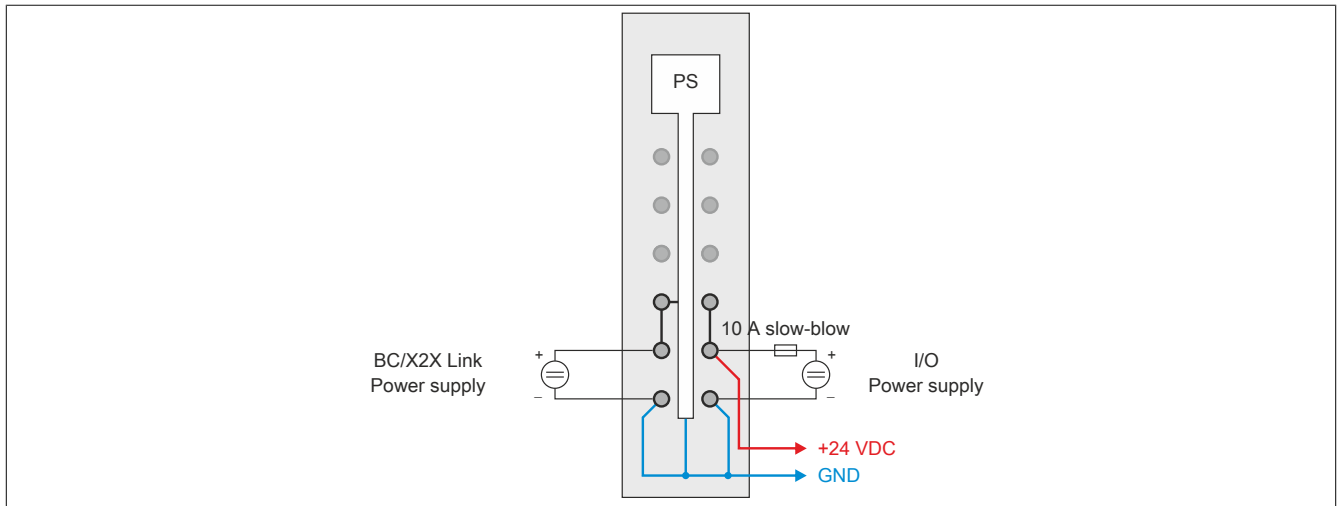 PS
10 A slow-blow
BC/X2X Link
Power supply
+
−
+
−
I/O
Power supply
+24 VDC
GND